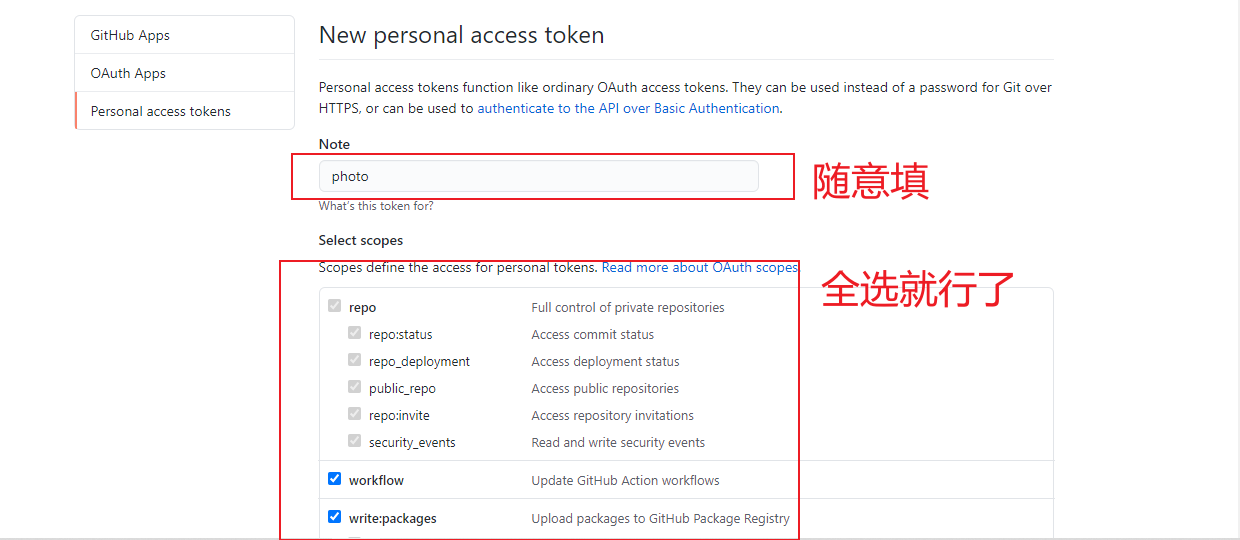 GitHub Apps
OAuth Apps
Personal access tokens
New personal access token
Personal access tokens function like ordinary OAuth access tokens. They can be used instead of a password for Git over
HTTPS, or can be used to authenticate to the API over Basic Authentication.
Note
photo
随意填
What's this token for?
Select scopes
Scopes define the access for personal tokens. Read more about OAuth scopes.
全选就行了
repo Full control of private repositories
repo:status Access commit status
repo_deployment Access deployment status
public_repo Access public repositories
repo:invite Access repository invitations
security_events Read and write security events
workflow Update GitHub Action workflows
write:packages Upload packages to GitHub Package Registry